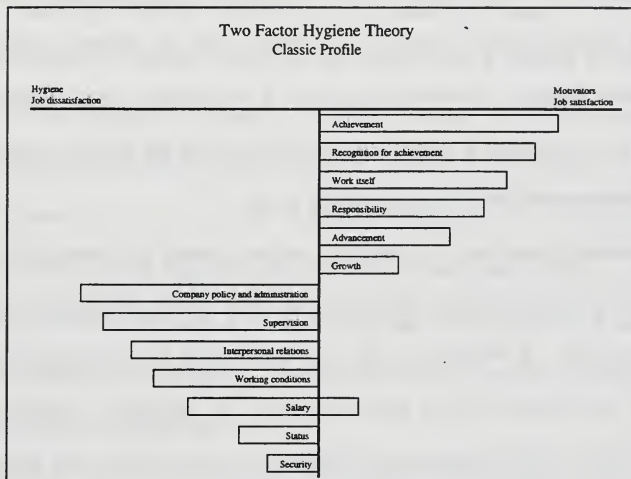 Two Factor Hygiene Theory
Classic Profile
Hygiene
Job dissatisfaction
Motivators
Job satisfaction
Achievement
Recognition for achievement
Work itself
Responsibility
Advancement
Growth
Company policy and administration
Supervision
Interpersonal relations
Working conditions
Salary
Status
Security